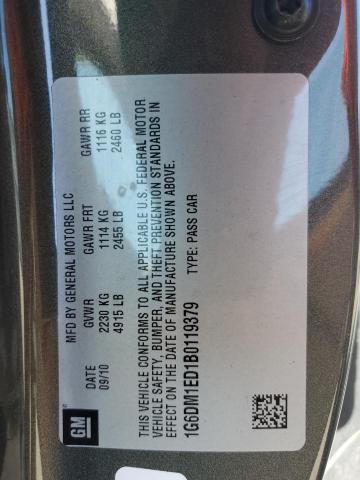 MFD BY GENERAL MOTORS LLC
DATE GVWR GAWR FRT GAWR RR
09/10 2230 KG 1114 KG 1116 KG
4915 LB 2455 LB 2460 LB
THIS VEHICLE CONFORMS TO ALL APPLICABLE U.S. FEDERAL MOTOR
VEHICLE SAFETY, BUMPER, AND THEFT PREVENTION STANDARDS IN
EFFECT ON THE DATE OF MANUFACTURE SHOWN ABOVE.
1G6DM1ED1B0119379 TYPE: PASS CAR
GM